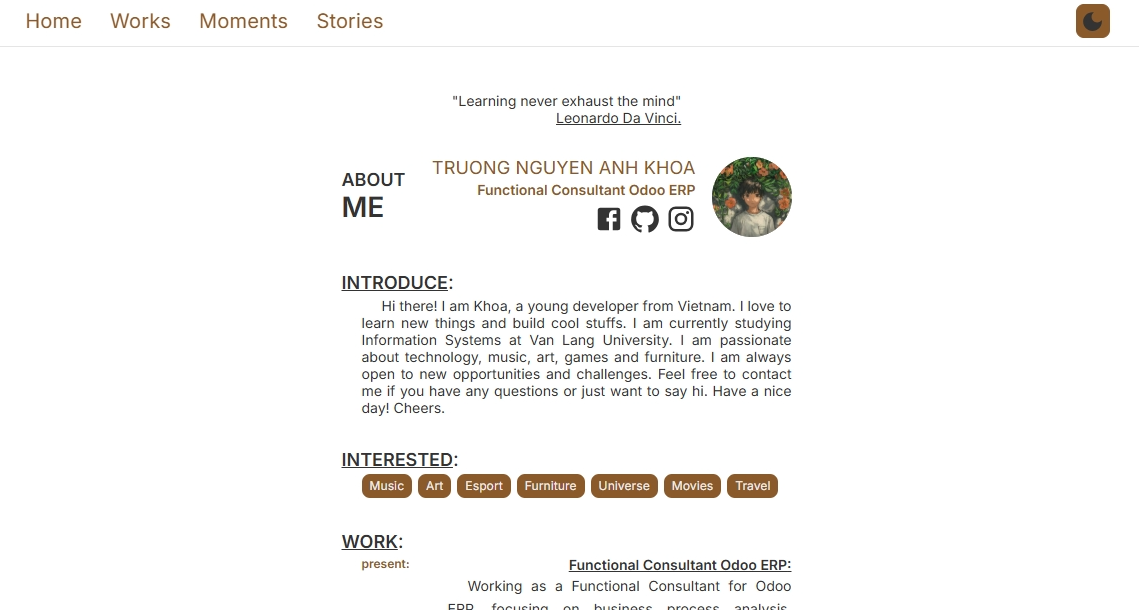 Home Works Moments Stories
"Learning never exhaust the mind"
Leonardo Da Vinci.
ABOUT
ME
TRUONG NGUYEN ANH KHOA
Functional Consultant Odoo ERP
INTRODUCE:
Hi there! I am Khoa, a young developer from Vietnam. I love to
learn new things and build cool stuffs. I am currently studying
Information Systems at Van Lang University. I am passionate
about technology, music, art, games and furniture. I am always
open to new opportunities and challenges. Feel free to contact
me if you have any questions or just want to say hi. Have a nice
day! Cheers.
INTERESTED:
Music Art Esport Furniture Universe Movies Travel
WORK:
present: Functional Consultant Odoo ERP:
Working as a Functional Consultant for Odoo
ERP, focusing on business process analysis,